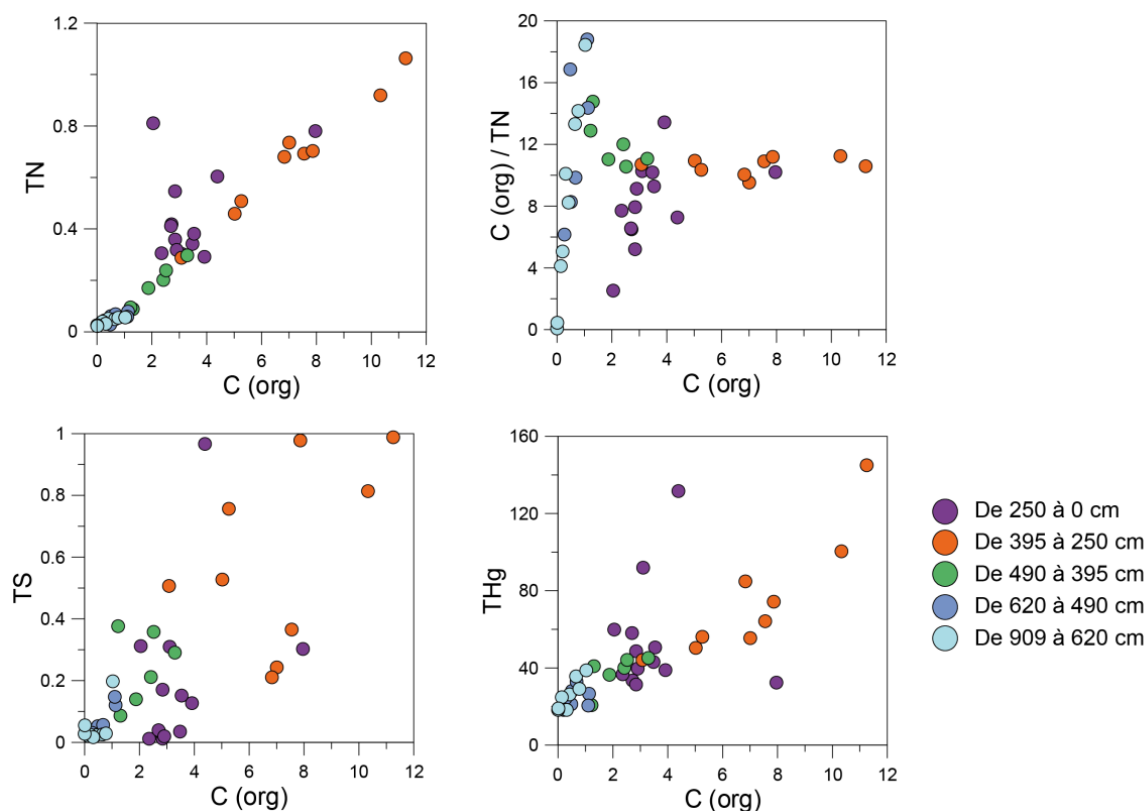 1.2
0.8
0.4
0
TN
0 2 4 6 8 10 12
C (org)
20
16
12
8
4
0
C (org) / TN
0 2 4 6 8 10 12
C (org)
1
0.8
0.6
0.4
0.2
0
TS
0 2 4 6 8 10 12
C (org)
160
120
80
40
0
THg
0 2 4 6 8 10 12
C (org)
De 250 à 0 cm
De 395 à 250 cm
De 490 à 395 cm
De 620 à 490 cm
De 909 à 620 cm